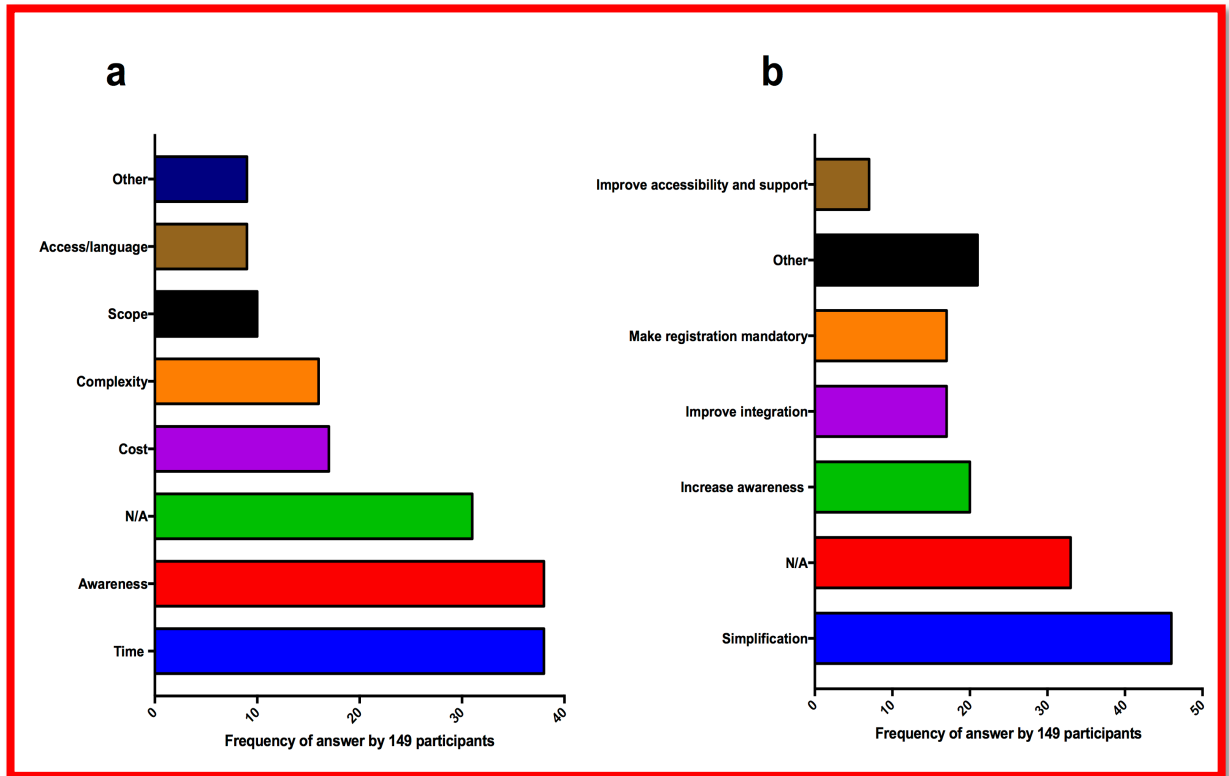 a
Other
Access/language
Scope
Complexity
Cost
N/A
Awareness
Time
0
10
20
30
40
Frequency of answer by 149 participants
b
Improve accessibility and support
Other
Make registration mandatory
Improve integration
Increase awareness
N/A
Simplification
0
10
20
30
40
50
Frequency of answer by 149 participants